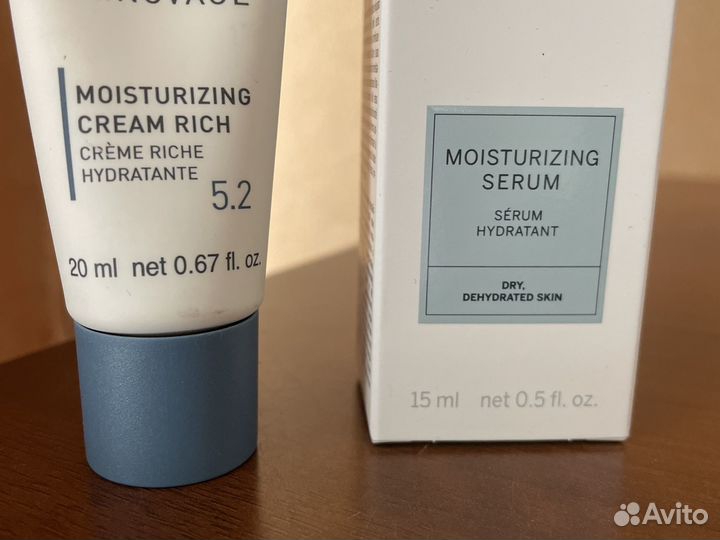 MOISTURIZING
CREAM RICH
CRÈME RICHE
HYDRATANTE
5.2
20 ml net 0.67 fl. oz.
MOISTURIZING
SERUM
SÉRUM
HYDRATANT
DRY,
DEHYDRATED SKIN
15 ml net 0.5 fl. oz.
Avito